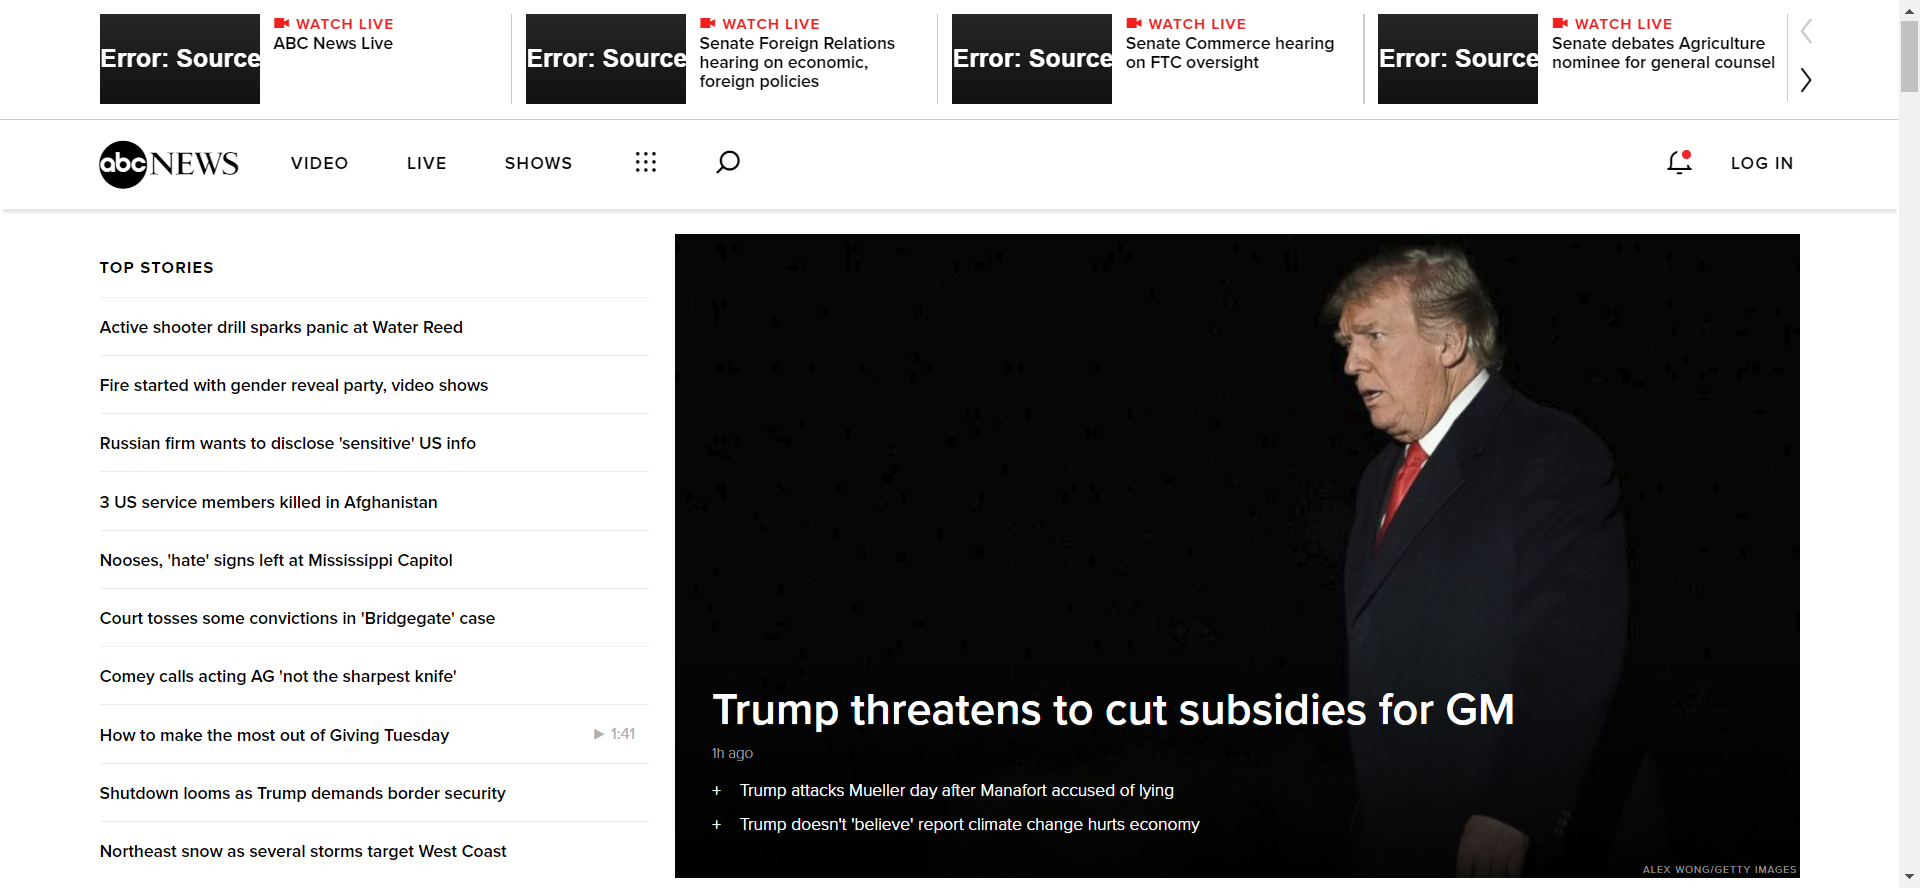 Error: Source
WATCH LIVE
ABC News Live
Error: Source
WATCH LIVE
Senate Foreign Relations
hearing on economic,
foreign policies
Error: Source
WATCH LIVE
Senate Commerce hearing
on FTC oversight
Error: Source
WATCH LIVE
Senate debates Agriculture
nominee for general counsel
abc NEWS
VIDEO
LIVE
SHOWS
LOG IN
TOP STORIES
Active shooter drill sparks panic at Water Reed
Fire started with gender reveal party, video shows
Russian firm wants to disclose 'sensitive' US info
3 US service members killed in Afghanistan
Nooses, 'hate' signs left at Mississippi Capitol
Court tosses some convictions in 'Bridgegate' case
Comey calls acting AG 'not the sharpest knife'
How to make the most out of Giving Tuesday 1:41
Shutdown looms as Trump demands border security
Northeast snow as several storms target West Coast
Trump threatens to cut subsidies for GM
1h ago
+ Trump attacks Mueller day after Manafort accused of lying
+ Trump doesn't 'believe' report climate change hurts economy
ALEX WONG/GETTY IMAGES